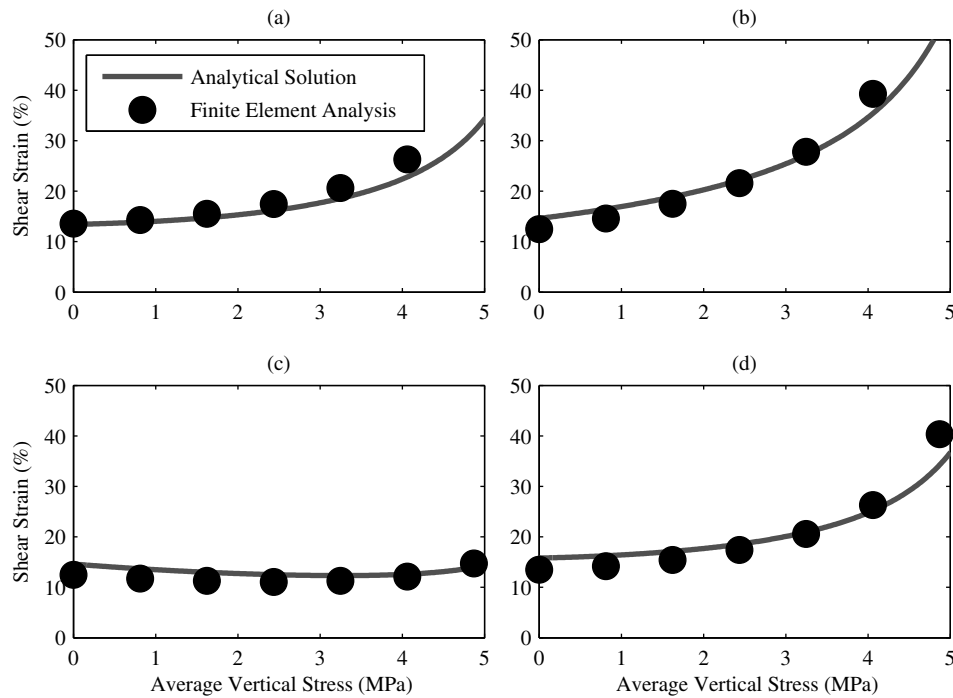 (a)
(b)
50
40
30
20
10
0
Shear Strain (%)
Analytical Solution
Finite Element Analysis
0 1 2 3 4 5
50
40
30
20
10
0
0 1 2 3 4 5
(c)
(d)
50
40
30
20
10
0
Shear Strain (%)
0 1 2 3 4 5
Average Vertical Stress (MPa)
50
40
30
20
10
0
0 1 2 3 4 5
Average Vertical Stress (MPa)